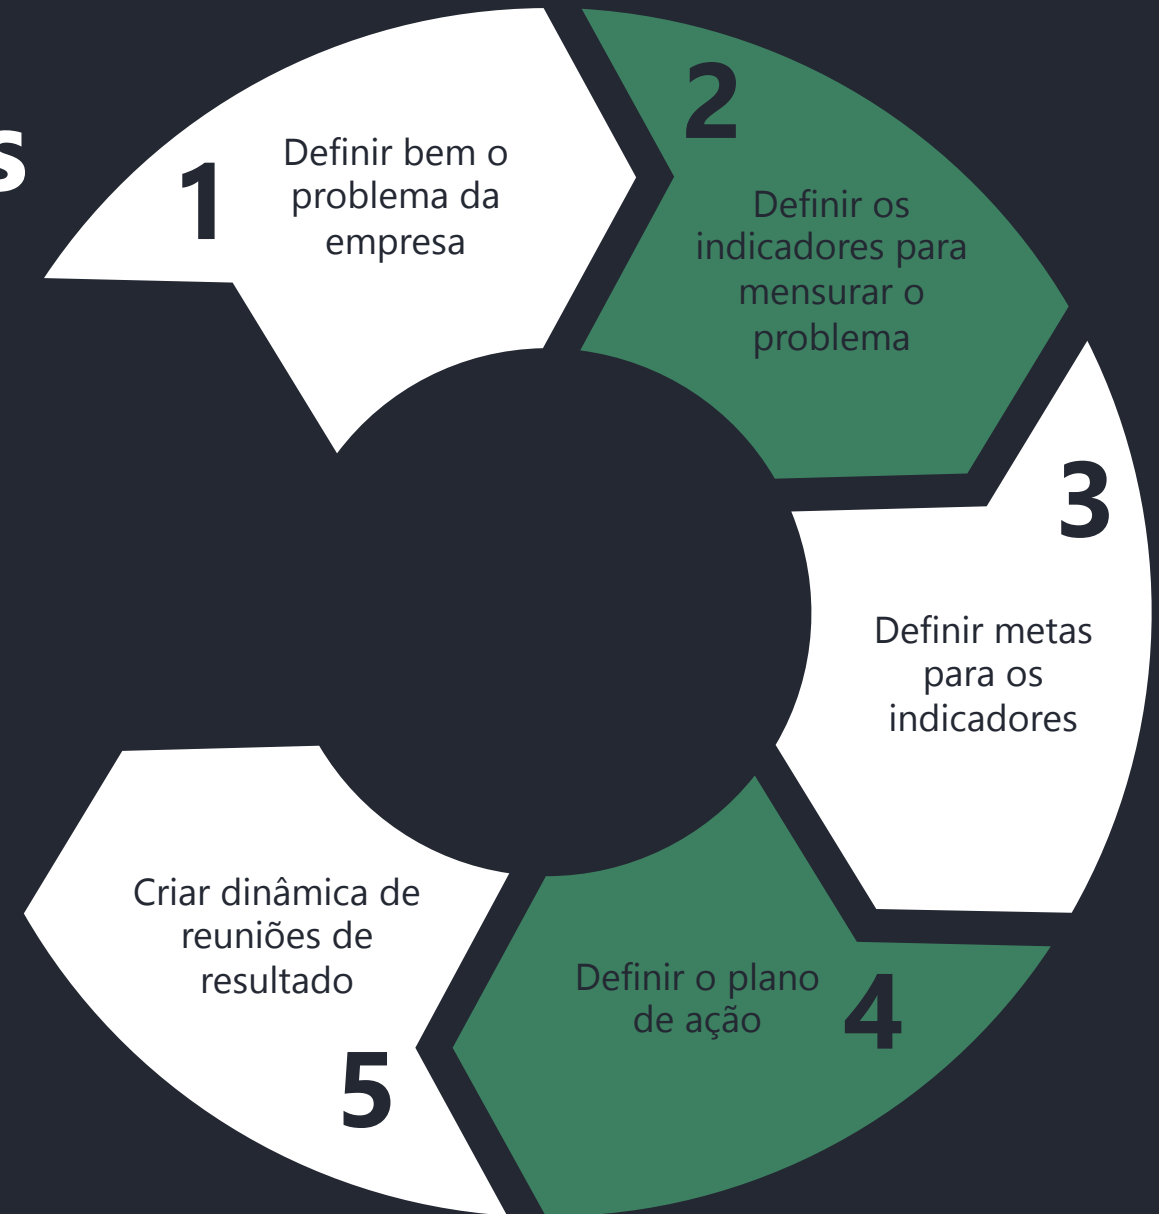 s
1
Definir bem o
problema da
empresa
2
Definir os
indicadores para
mensurar o
problema
3
Definir metas
para os
indicadores
4
Definir o plano
de ação
5
Criar dinâmica de
reuniões de
resultado